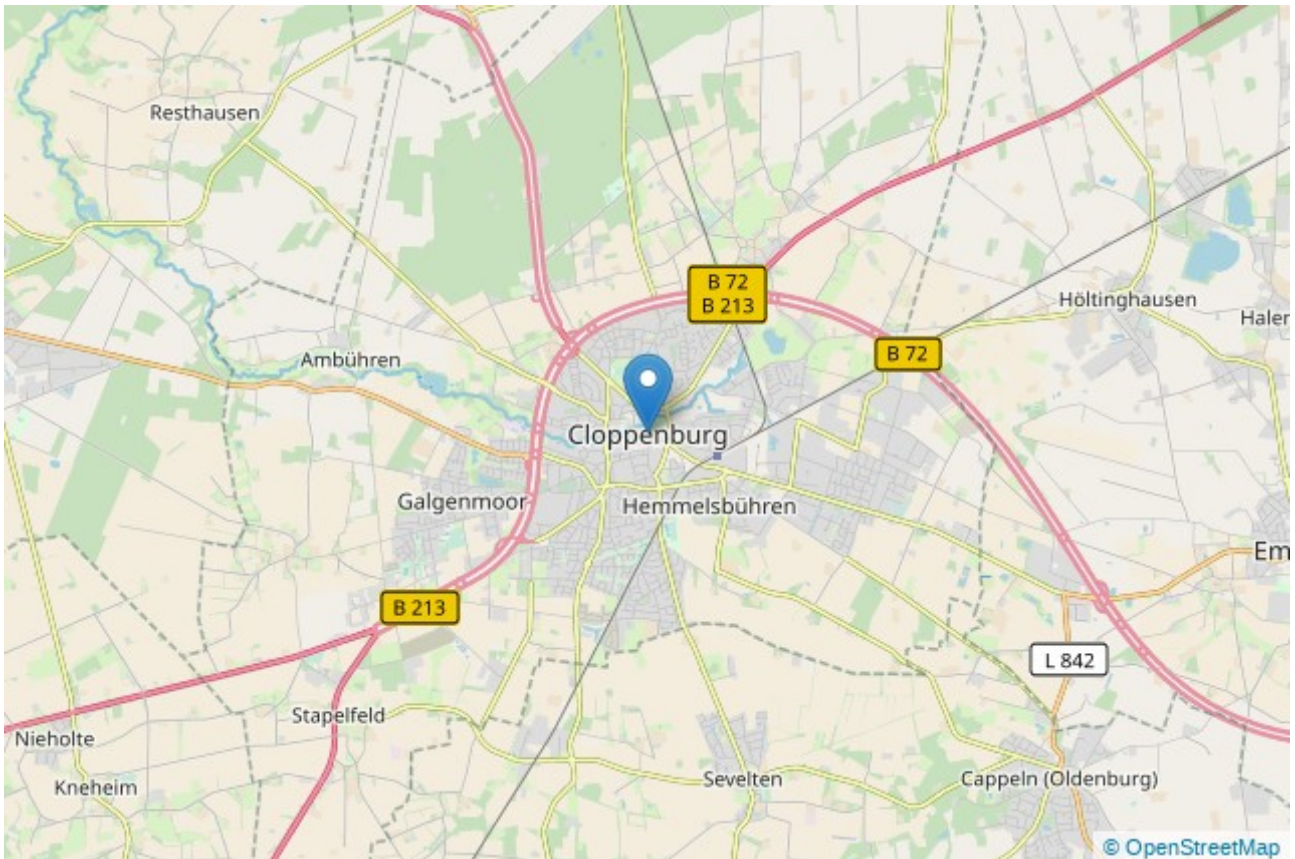 Resthausen
B 72
B 213
Höltinghausen
Halen
Ambühren
B 72
Cloppenburg
Galgenmoor
Hemmelsbühren
Em
B 213
L 842
Stapelfeld
Nieholte
Kneheim
Sevelten
Cappeln (Oldenburg)
© OpenStreetMap